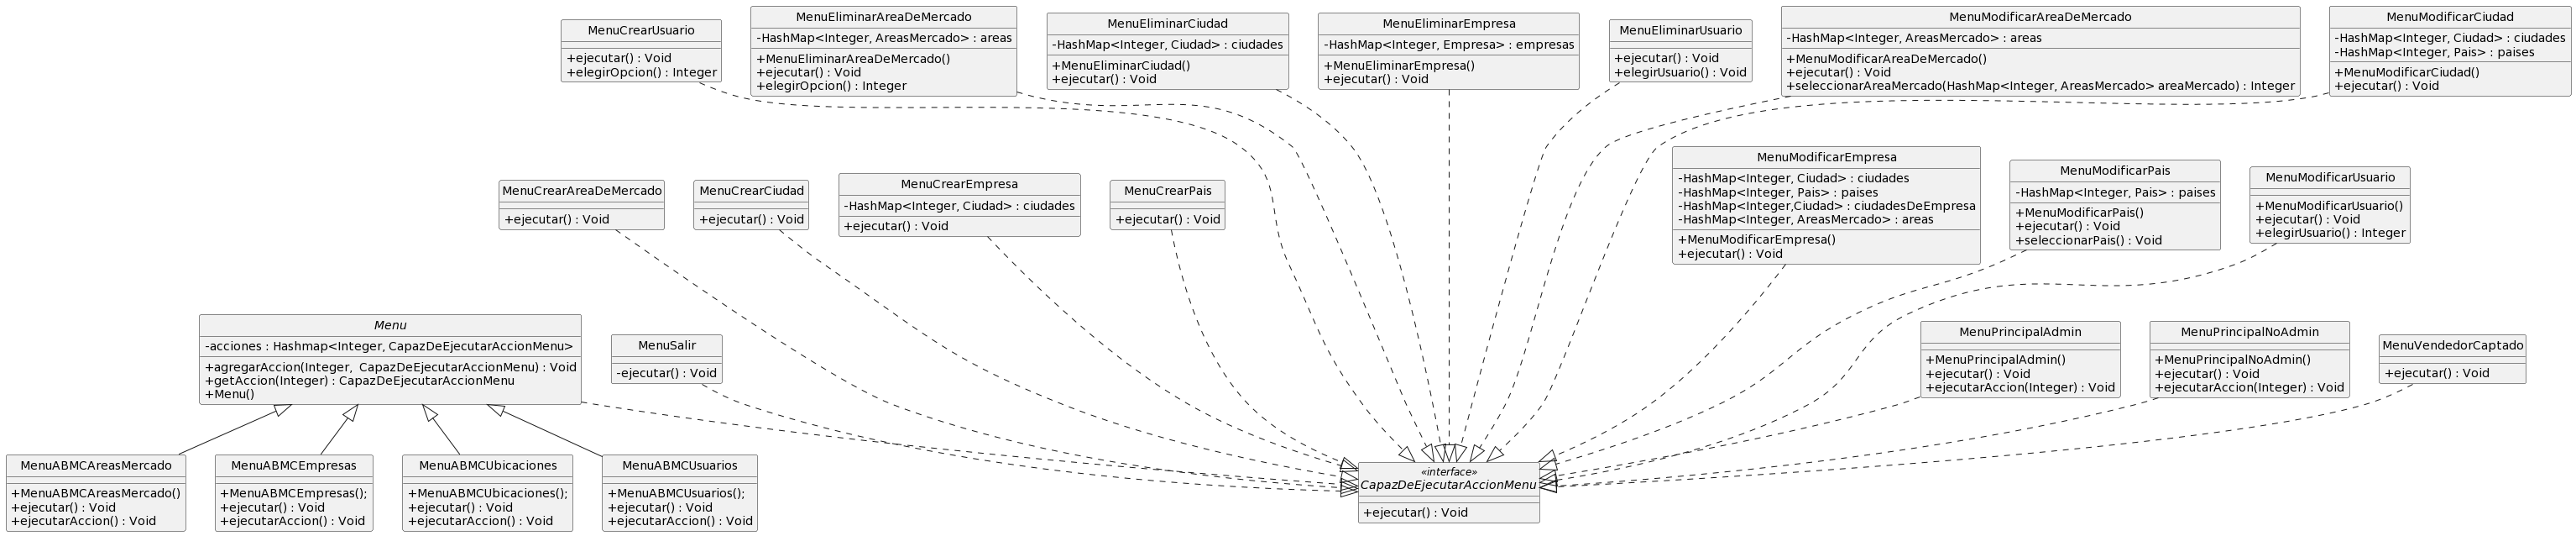 MenuCrearUsuario
+ejecutar() : Void
+elegirOpcion() : Integer
MenuEliminarAreaDeMercado
-HashMap<Integer, AreasMercado> : areas
+MenuEliminarAreaDeMercado()
+ejecutar() : Void
+elegirOpcion() : Integer
MenuEliminarCiudad
-HashMap<Integer, Ciudad> : ciudades
+MenuEliminarCiudad()
+ejecutar() : Void
MenuEliminarEmpresa
-HashMap<Integer, Empresa> : empresas
+MenuEliminarEmpresa()
+ejecutar() : Void
MenuEliminarUsuario
+ejecutar() : Void
+elegirUsuario() : Void
MenuModificarAreaDeMercado
-HashMap<Integer, AreasMercado> : areas
+MenuModificarAreaDeMercado()
+ejecutar() : Void
+seleccionarAreaMercado(HashMap<Integer, AreasMercado> areaMercado) : Integer
MenuModificarCiudad
-HashMap<Integer, Ciudad> : ciudades
-HashMap<Integer, Pais> : paises
+MenuModificarCiudad()
+ejecutar() : Void
MenuCrearAreaDeMercado
+ejecutar() : Void
MenuCrearCiudad
+ejecutar() : Void
MenuCrearEmpresa
-HashMap<Integer, Ciudad> : ciudades
+ejecutar() : Void
MenuCrearPais
+ejecutar() : Void
MenuModificarEmpresa
-HashMap<Integer, Ciudad> : ciudades
-HashMap<Integer, Pais> : paises
-HashMap<Integer,Ciudad> : ciudadesDeEmpresa
-HashMap<Integer, AreasMercado> : areas
+MenuModificarEmpresa()
+ejecutar() : Void
MenuModificarPais
-HashMap<Integer, Pais> : paises
+MenuModificarPais()
+ejecutar() : Void
+seleccionarPais() : Void
MenuModificarUsuario
+MenuModificarUsuario()
+ejecutar() : Void
+elegirUsuario() : Integer
Menu
-acciones : Hashmap<Integer, CapazDeEjecutarAccionMenu>
+agregarAccion(Integer,  CapazDeEjecutarAccionMenu) : Void
+getAccion(Integer) : CapazDeEjecutarAccionMenu
+Menu()
MenuSalir
-ejecutar() : Void
MenuPrincipalAdmin
+MenuPrincipalAdmin()
+ejecutar() : Void
+ejecutarAccion(Integer) : Void
MenuPrincipalNoAdmin
+MenuPrincipalNoAdmin()
+ejecutar() : Void
+ejecutarAccion(Integer) : Void
MenuVendedorCaptado
+ejecutar() : Void
MenuABMCAreasMercado
+MenuABMCAreasMercado()
+ejecutar() : Void
+ejecutarAccion() : Void
MenuABMCEmpresas
+MenuABMCEmpresas();
+ejecutar() : Void
+ejecutarAccion() : Void
MenuABMCUbicaciones
+MenuABMCUbicaciones();
+ejecutar() : Void
+ejecutarAccion() : Void
MenuABMCUsuarios
+MenuABMCUsuarios();
+ejecutar() : Void
+ejecutarAccion() : Void
«interface»
CapazDeEjecutarAccionMenu
+ejecutar() : Void